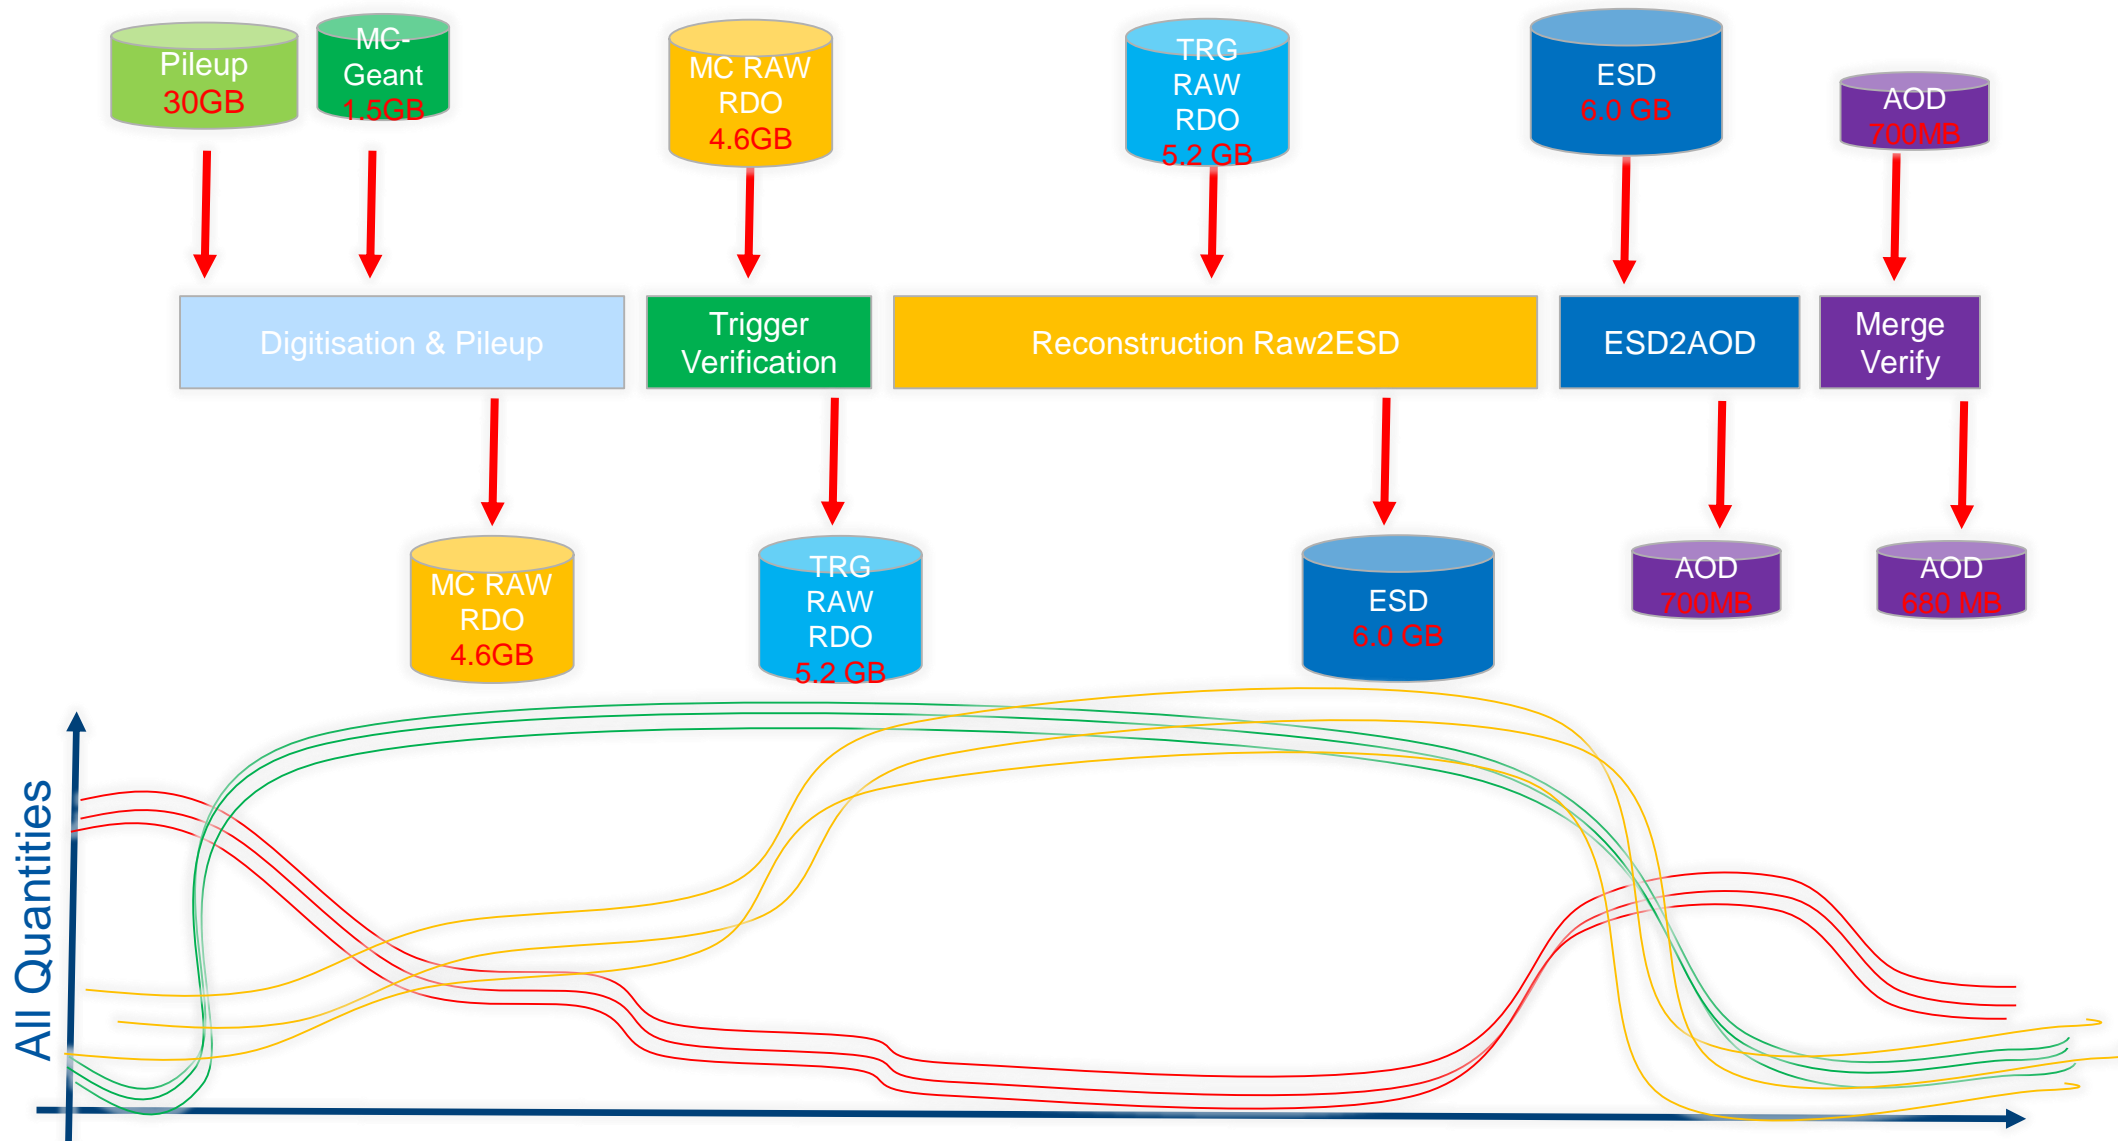 Pileup
30GB
MC-
Geant
1.5GB
MC RAW
RDO
4.6GB
TRG
RAW
RDO
5.2 GB
ESD
6.0 GB
AOD
700MB
Digitisation & Pileup
Trigger
Verification
Reconstruction Raw2ESD
ESD2AOD
Merge
Verify
MC RAW
RDO
4.6GB
TRG
RAW
RDO
5.2 GB
ESD
6.0 GB
AOD
700MB
AOD
680 MB
All Quantities